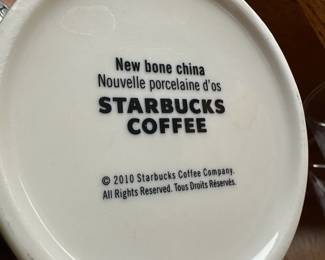 New bone china
Nouvelle porcelaine d'os
STARBUCKS
COFFEE
© 2010 Starbucks Coffee Company.
All Rights Reserved. Tous Droits Réservés.